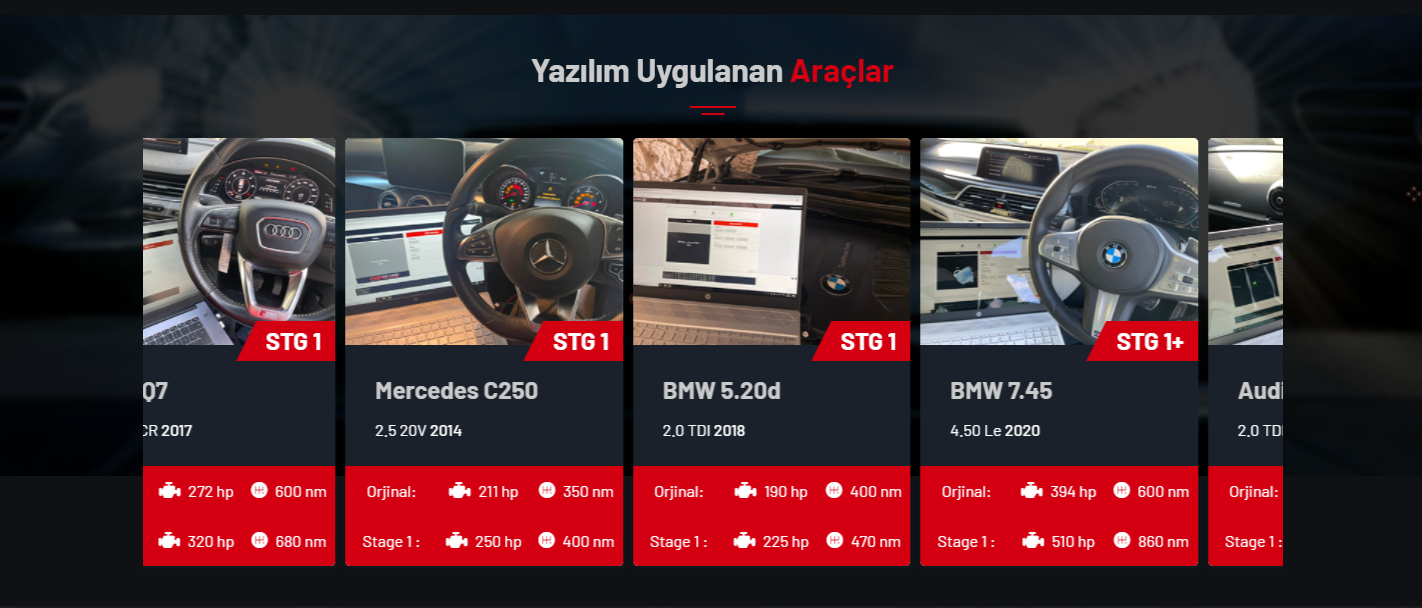 Yazılım Uygulanan Araçlar
STG 1
Q7
CR 2017
272 hp 600 nm
320 hp 680 nm
STG 1
Mercedes C250
2.5 20V 2014
Orjinal: 211 hp 350 nm
Stage 1 : 250 hp 400 nm
STG 1
BMW 5.20d
2.0 TDI 2018
Orjinal: 190 hp 400 nm
Stage 1 : 225 hp 470 nm
STG 1+
BMW 7.45
4.50 Le 2020
Orjinal: 394 hp 600 nm
Stage 1 : 510 hp 860 nm
Audi
2.0 TD
Orjinal:
Stage 1 :